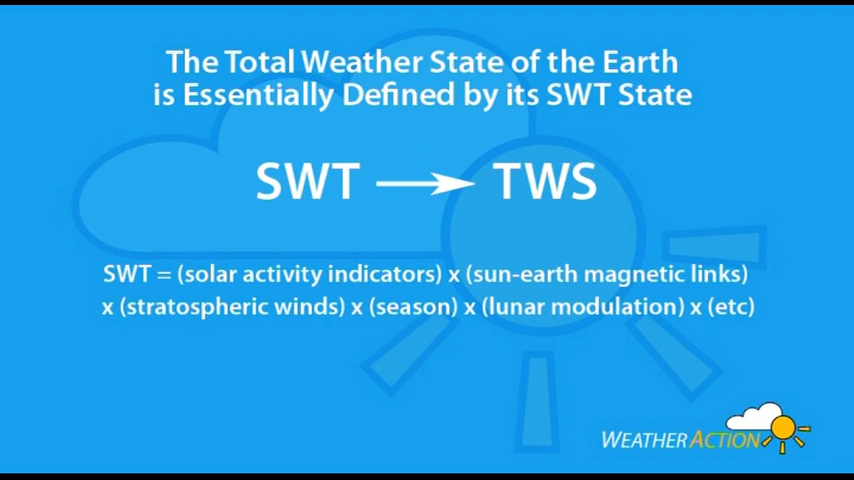 The Total Weather State of the Earth
is Essentially Defined by its SWT State
SWT → TWS
SWT = (solar activity indicators) x (sun-earth magnetic links)
x (stratospheric winds) x (season) x (lunar modulation) x (etc)
WEATHERACTION